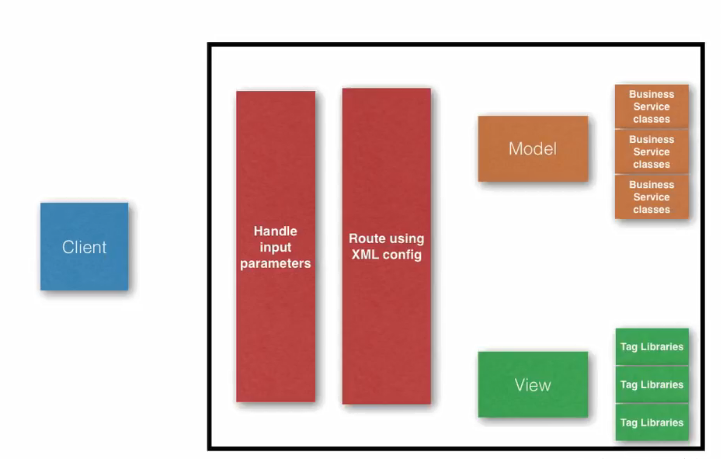 Client
Handle
input
parameters
Route using
XML config
Model
Business
Service
classes
Business
Service
classes
Business
Service
classes
View
Tag Libraries
Tag Libraries
Tag Libraries